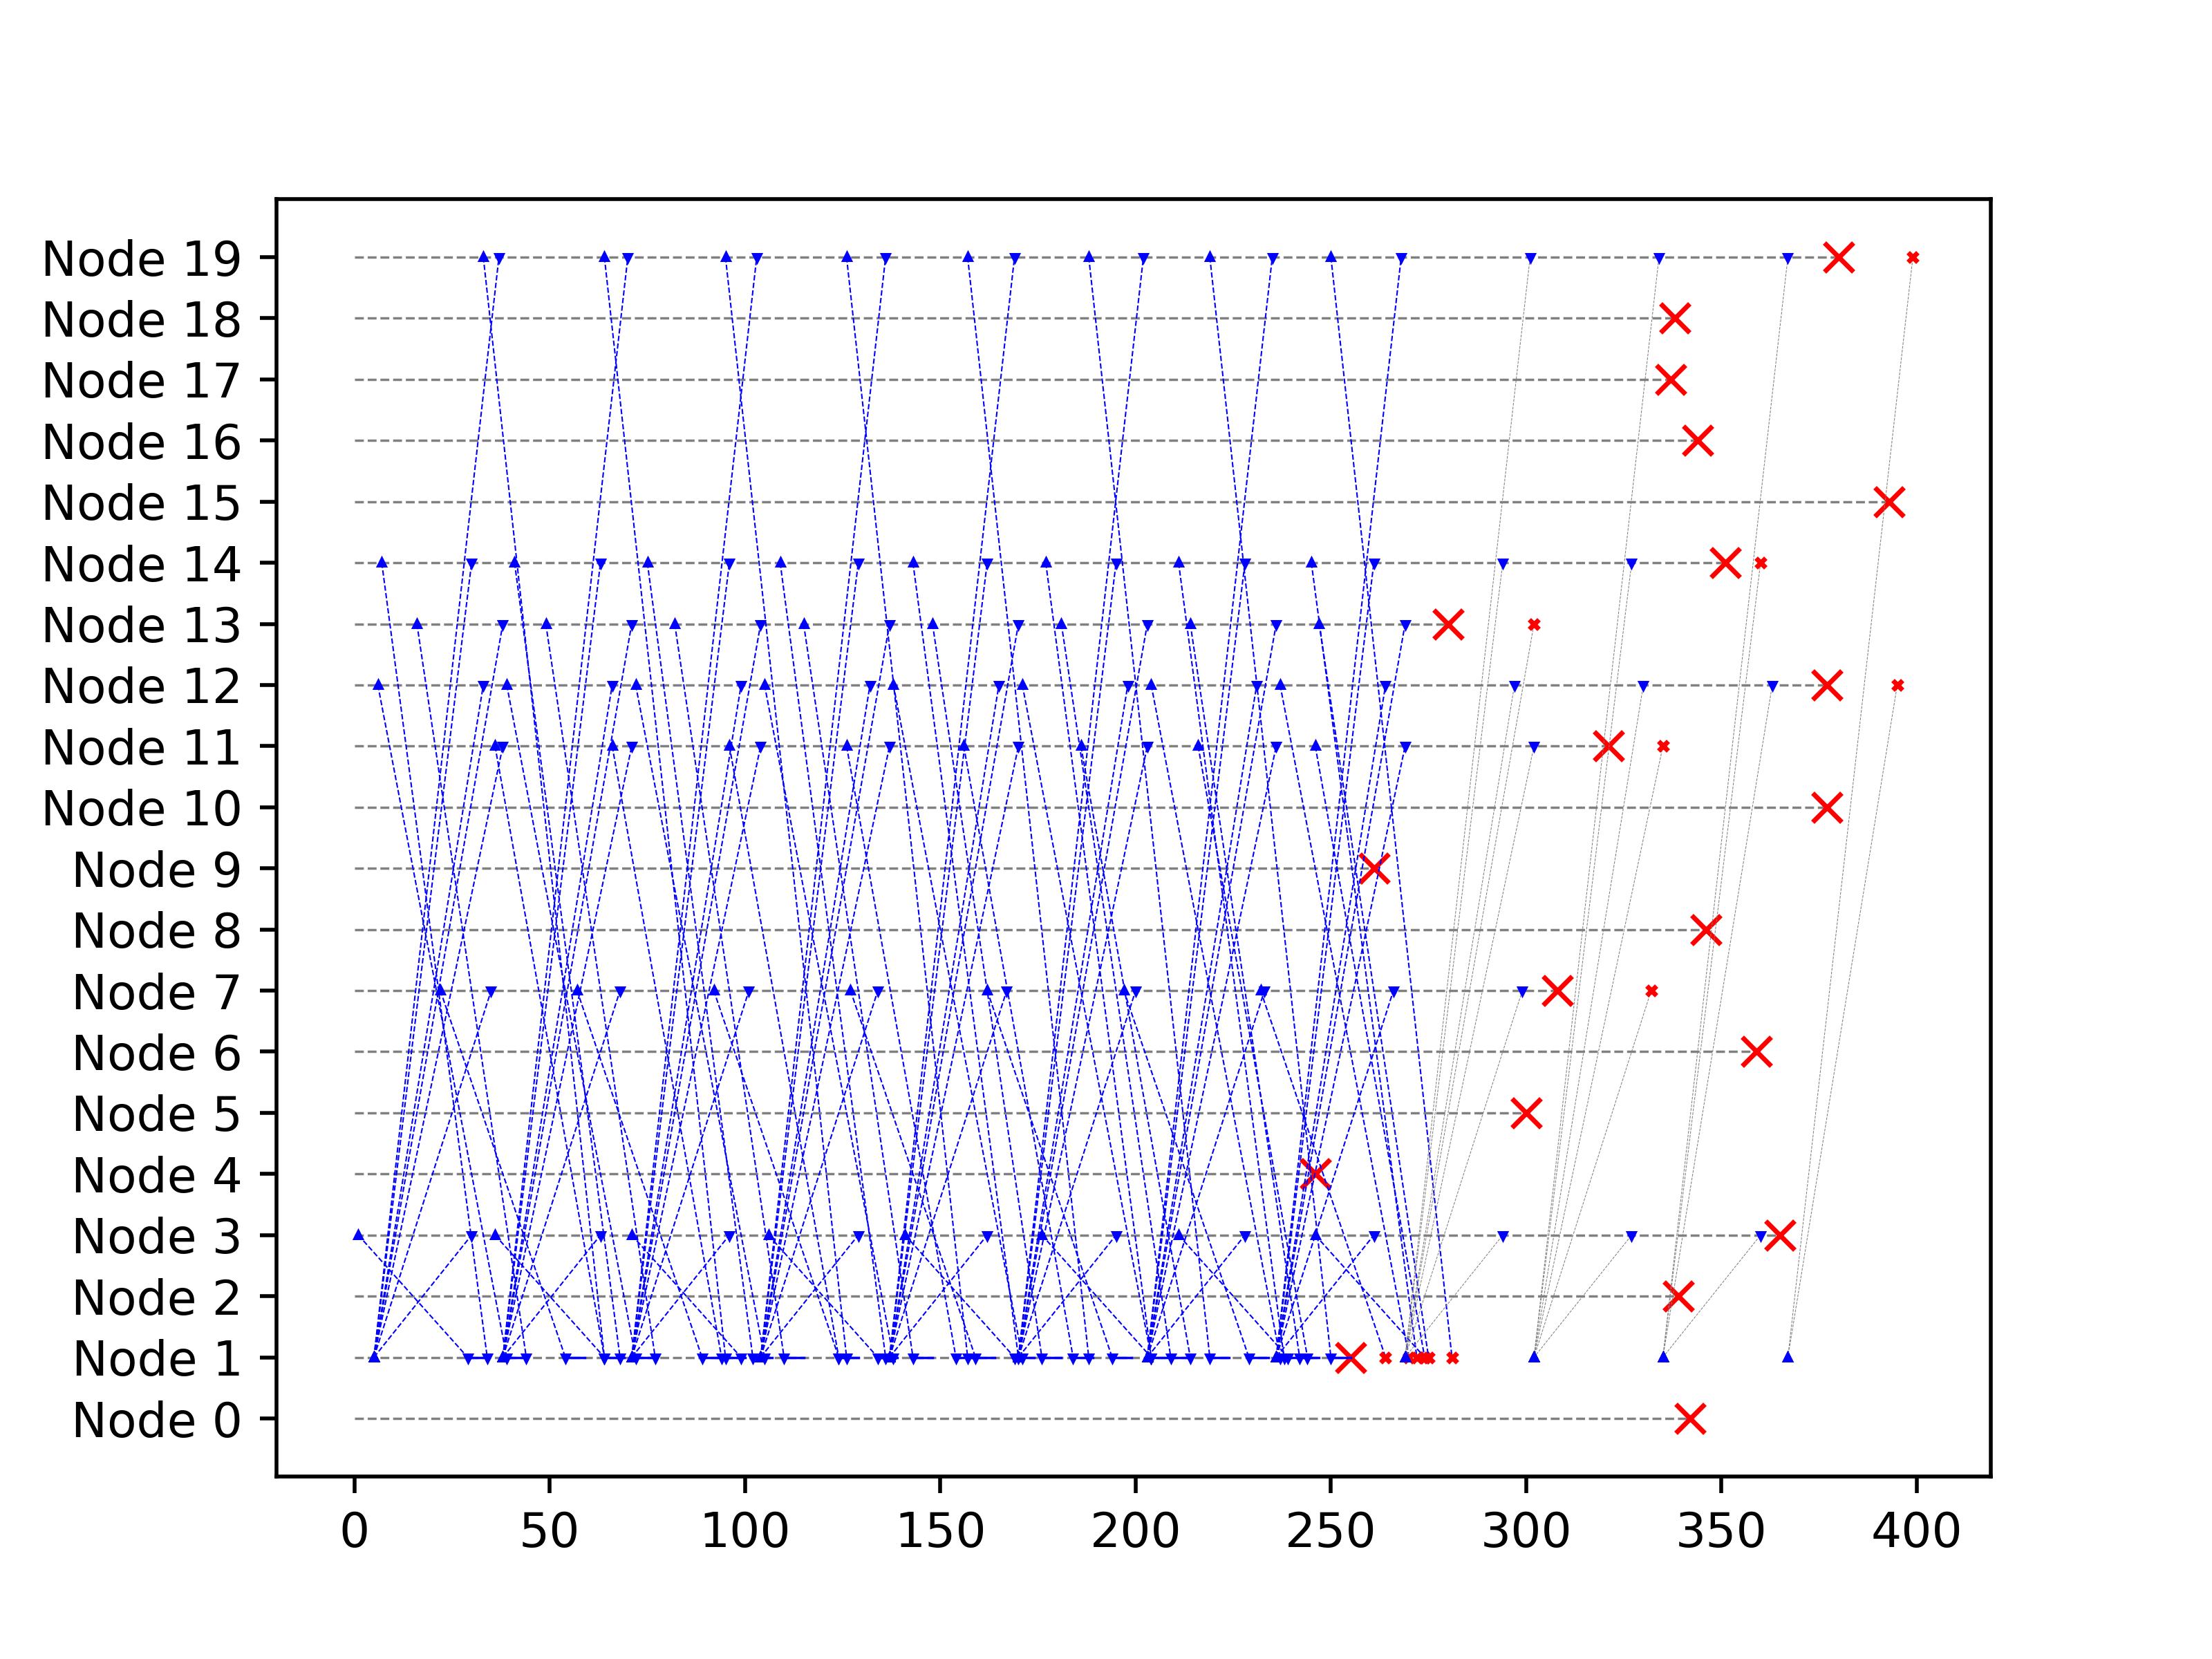 Node 19
Node 18
Node 17
Node 16
Node 15
Node 14
Node 13
Node 12
Node 11
Node 10
Node 9
Node 8
Node 7
Node 6
Node 5
Node 4
Node 3
Node 2
Node 1
Node 0
0 50 100 150 200 250 300 350 400